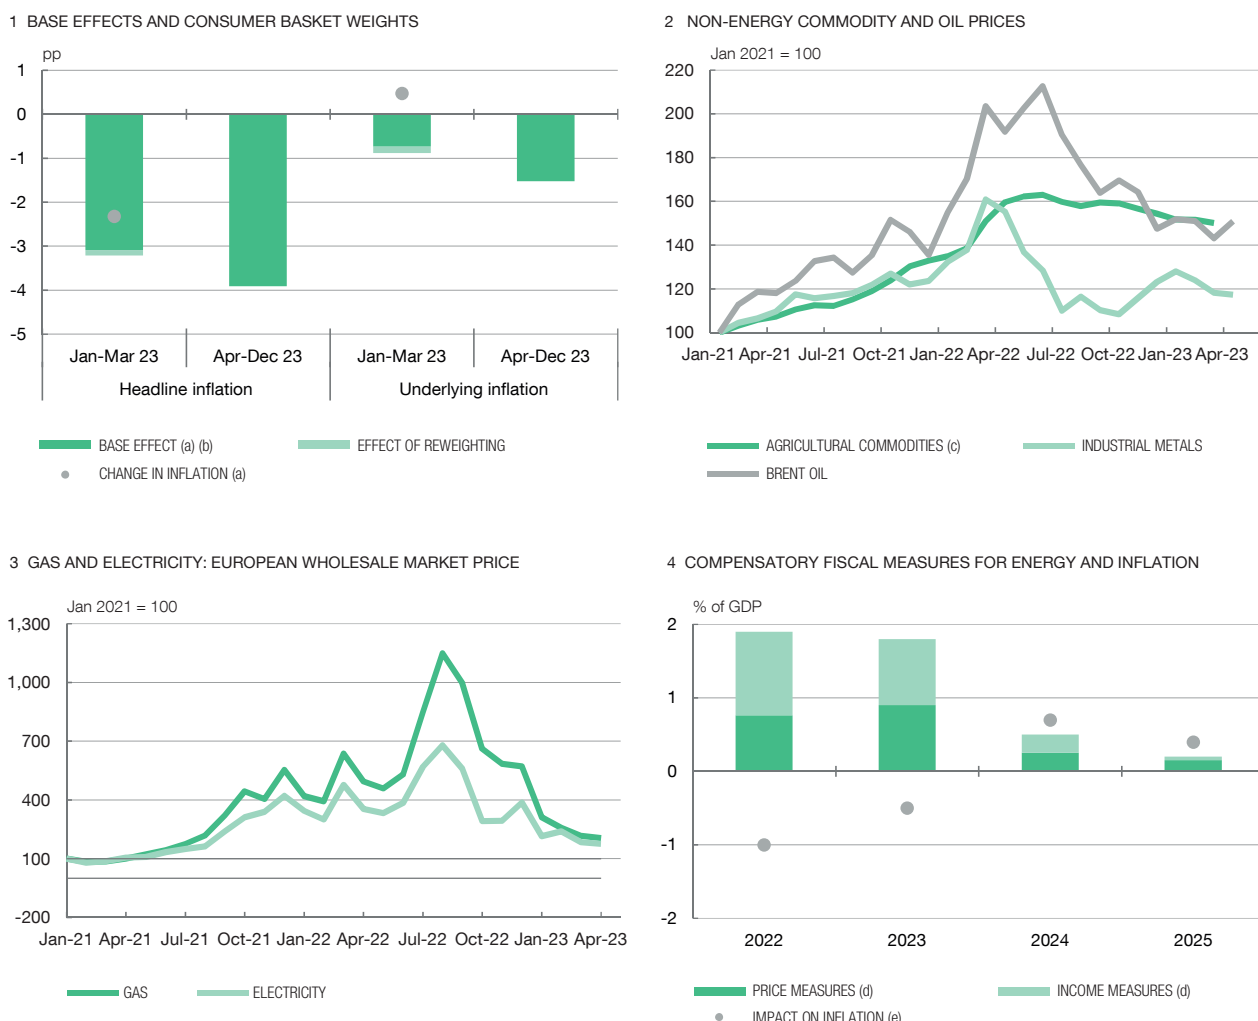 1 BASE EFFECTS AND CONSUMER BASKET WEIGHTS
pp
1
0
-1
-2
-3
-4
-5
Jan-Mar 23 Apr-Dec 23 Jan-Mar 23 Apr-Dec 23
Headline inflation Underlying inflation
BASE EFFECT (a) (b) EFFECT OF REWEIGHTING
CHANGE IN INFLATION (a)
2 NON-ENERGY COMMODITY AND OIL PRICES
Jan 2021 = 100
220
200
180
160
140
120
100
Jan-21 Apr-21 Jul-21 Oct-21 Jan-22 Apr-22 Jul-22 Oct-22 Jan-23 Apr-23
AGRICULTURAL COMMODITIES (c) INDUSTRIAL METALS
BRENT OIL
3 GAS AND ELECTRICITY: EUROPEAN WHOLESALE MARKET PRICE
Jan 2021 = 100
1,300
1,000
700
400
100
-200
Jan-21 Apr-21 Jul-21 Oct-21 Jan-22 Apr-22 Jul-22 Oct-22 Jan-23 Apr-23
GAS ELECTRICITY
4 COMPENSATORY FISCAL MEASURES FOR ENERGY AND INFLATION
% of GDP
2
1
0
-1
-2
2022 2023 2024 2025
PRICE MEASURES (d) INCOME MEASURES (d)
IMPACT ON INFLATION (e)